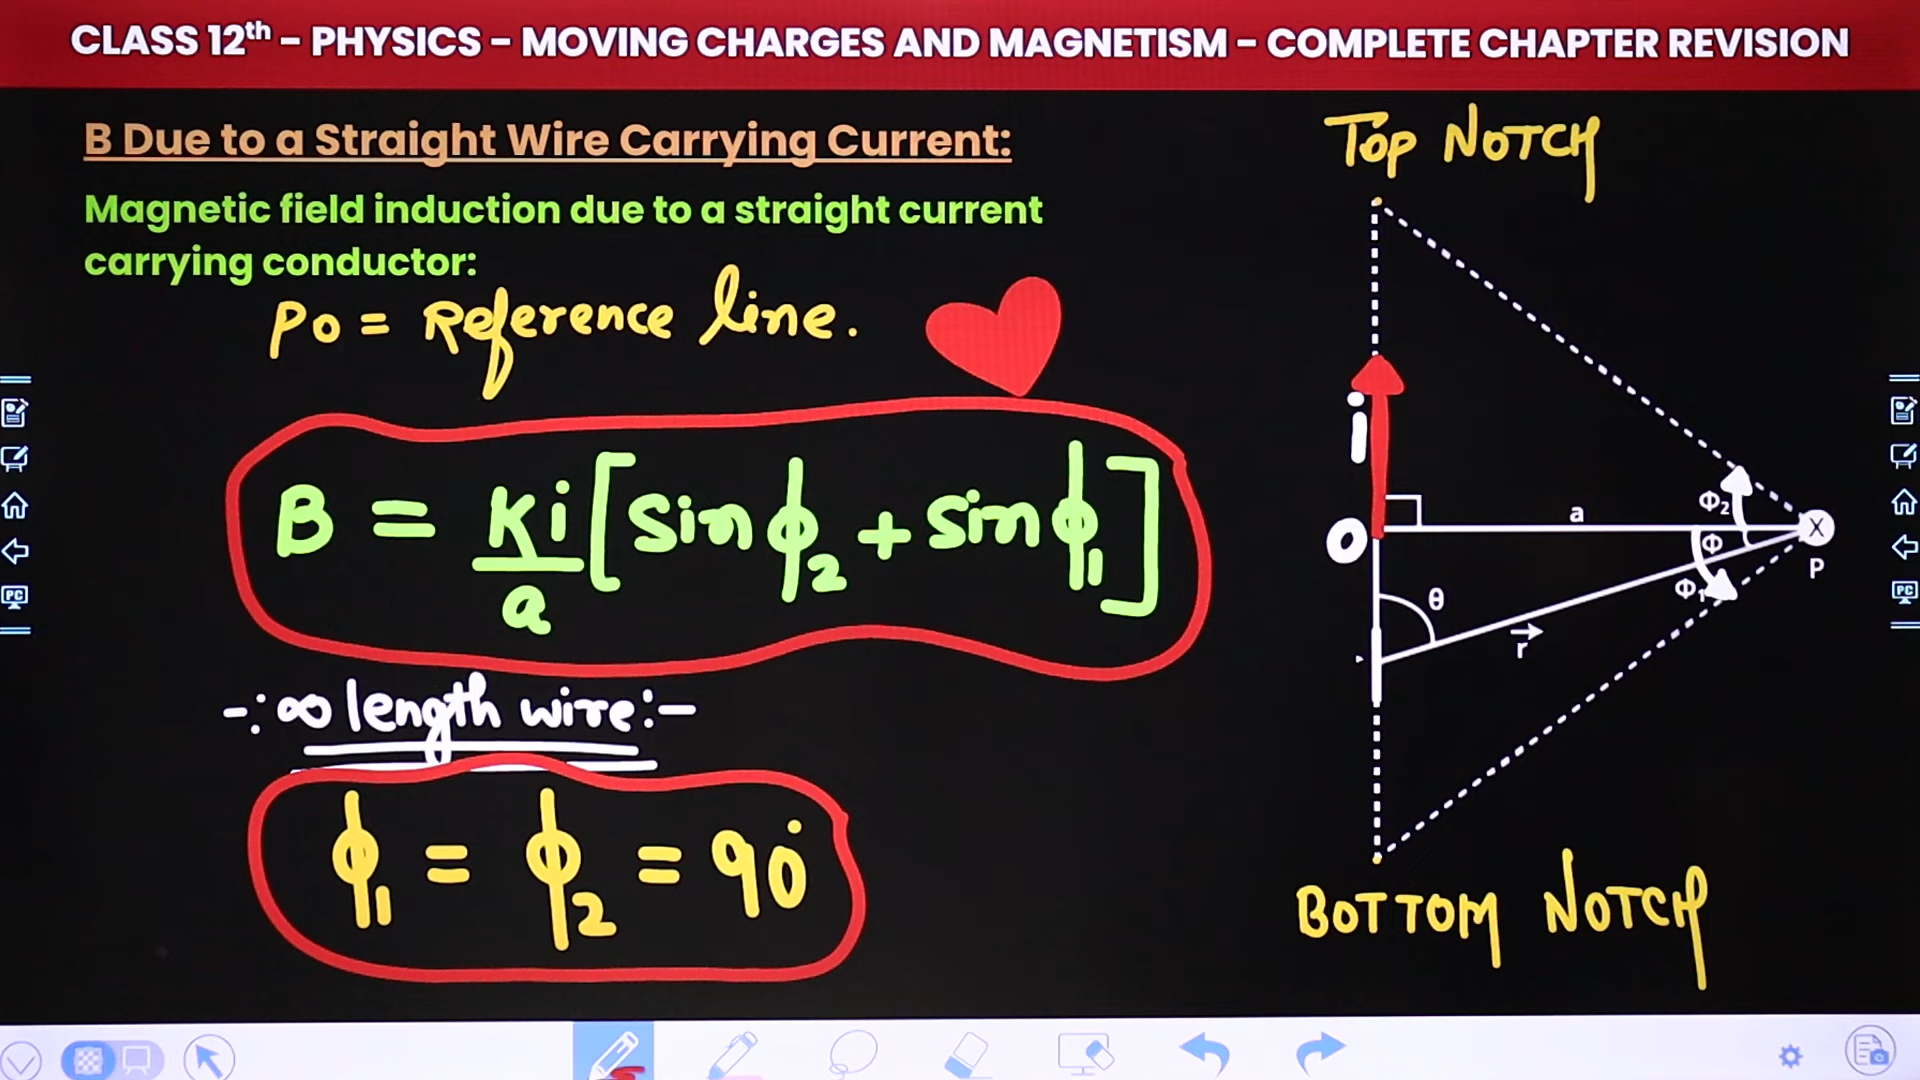 CLASS 12th - PHYSICS - MOVING CHARGES AND MAGNETISM - COMPLETE CHAPTER REVISION
B Due to a Straight Wire Carrying Current:
Magnetic field induction due to a straight current
carrying conductor:
PO = Reference line.
B = Ki/a [sin ϕ2 + sin ϕ1]
-: ∞ length wire :-
ϕ1 = ϕ2 = 90°
TOP NOTCH
i
O
a
Φ2
Φ
Φ1
X
P
θ
r⃗
BOTTOM NOTCH
PC
PC